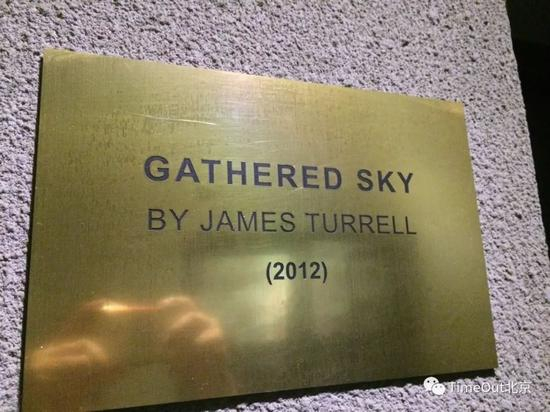 GATHERED SKY
BY JAMES TURRELL
(2012)
TimeOut北京